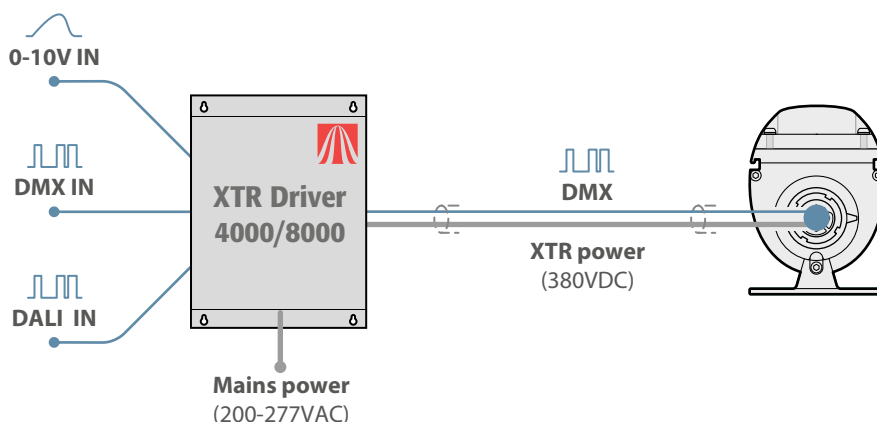 0-10V IN
DMX IN
DALI IN
XTR Driver
4000/8000
Mains power
(200-277VAC)
DMX
XTR power
(380VDC)